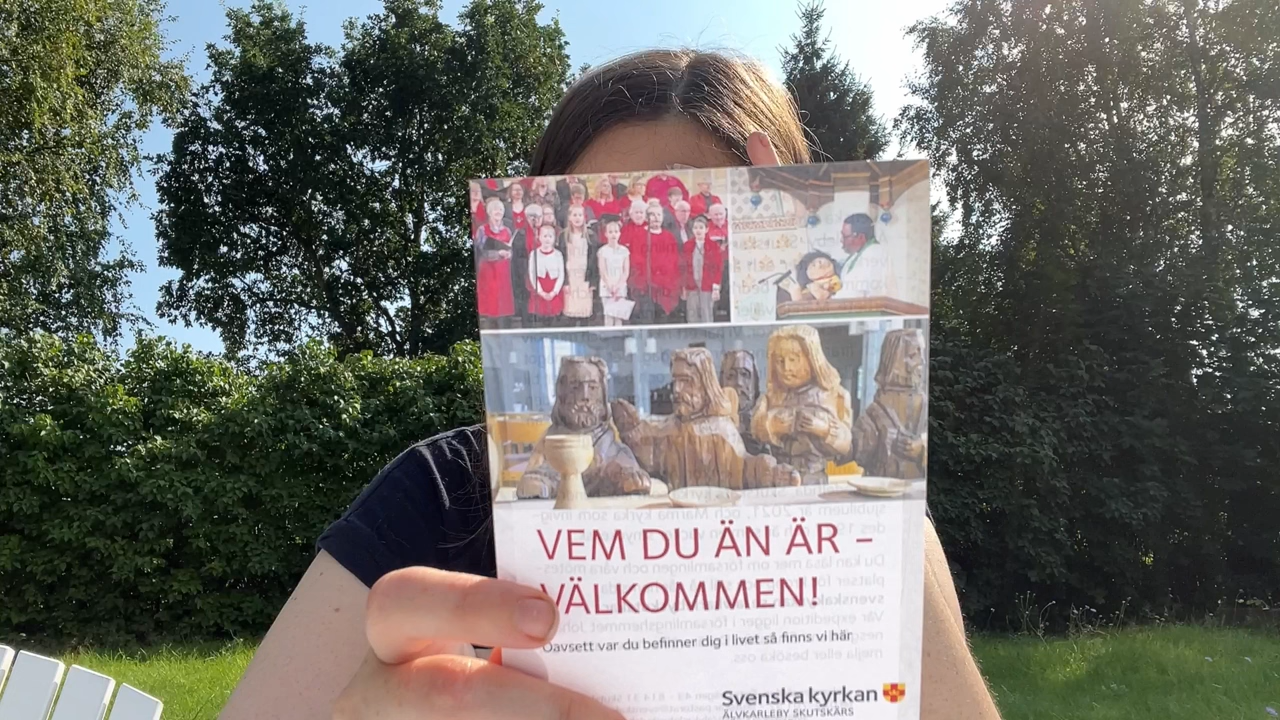 VEM DU ÄN ÄR –
VÄLKOMMEN!
Oavsett var du befinner dig i livet så finns vi här
Svenska kyrkan
ÄLVKARLEBY SKUTSKÄRS